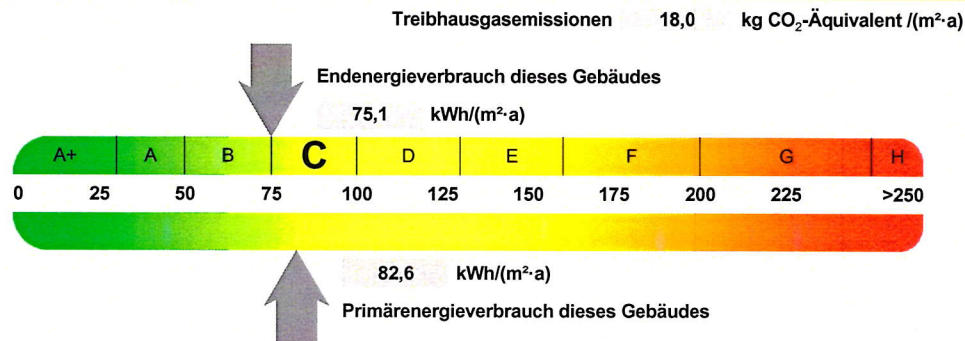 Treibhausgasemissionen 18,0 kg CO₂-Äquivalent /(m²·a)
Endenergieverbrauch dieses Gebäudes
75,1 kWh/(m²·a)
A+ A B C D E F G H
0 25 50 75 100 125 150 175 200 225 >250
82,6 kWh/(m²·a)
Primärenergieverbrauch dieses Gebäudes